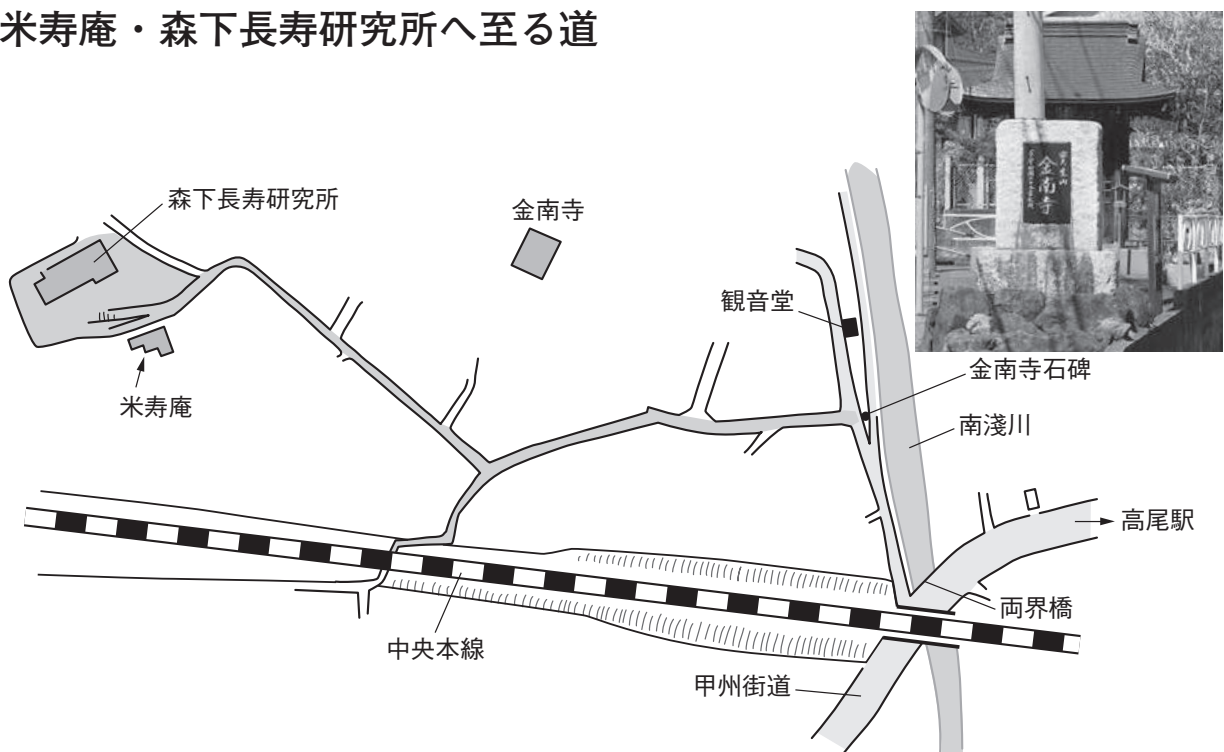 米寿庵・森下長寿研究所へ至る道
森下長寿研究所
金南寺
観音堂
金南寺石碑
米寿庵
南淺川
高尾駅
両界橋
中央本線
甲州街道
金南寺